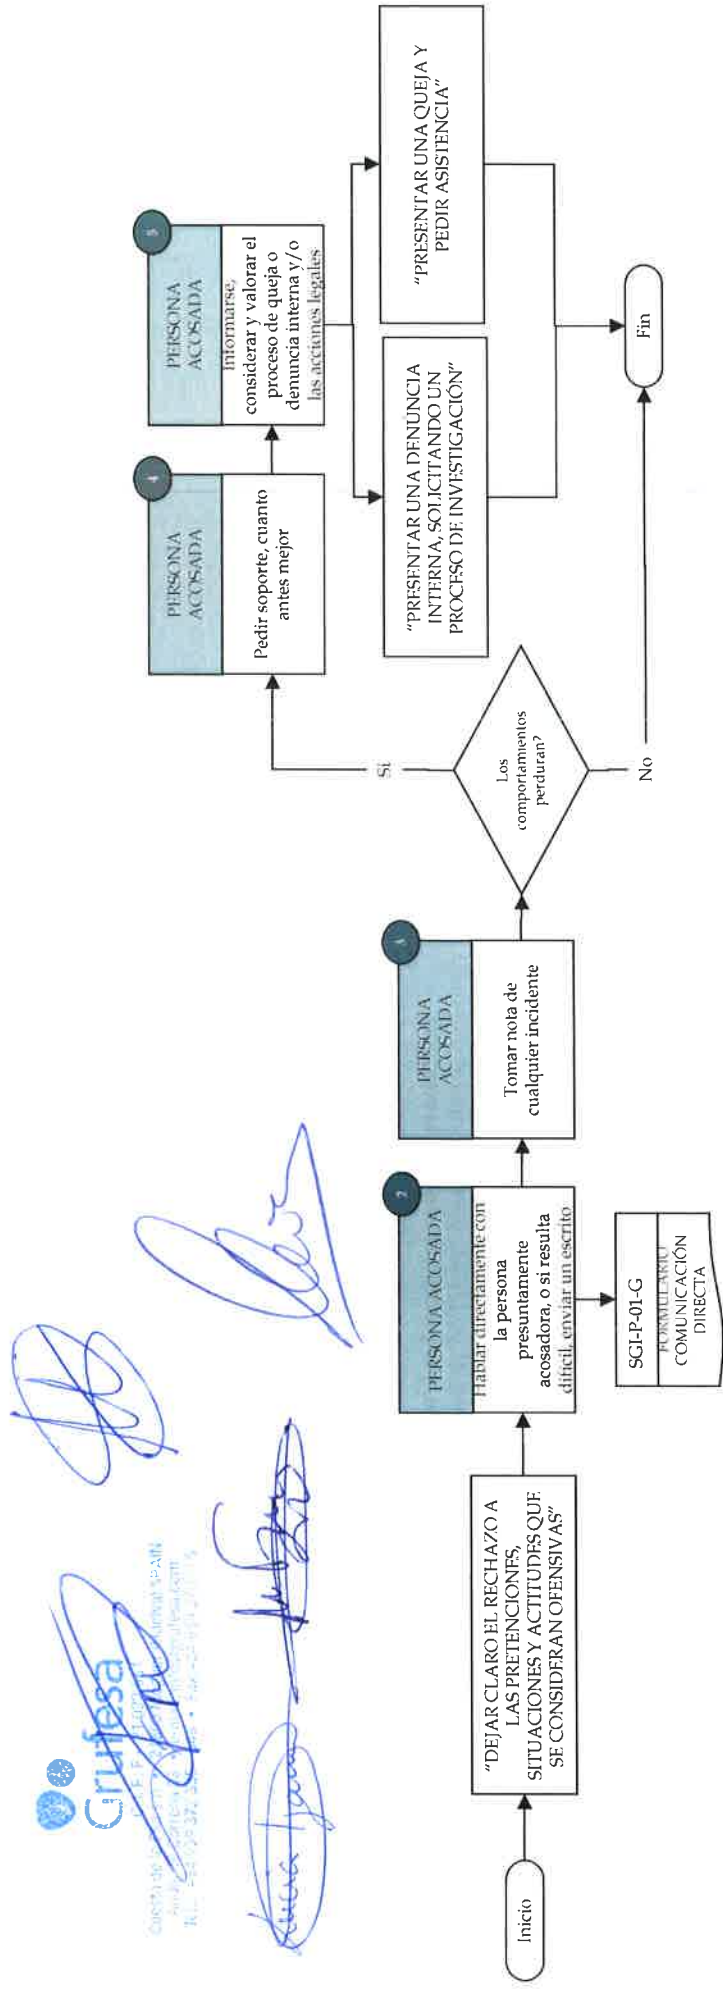 Grufesa
Inicio
"DEJAR CLARO EL RECHAZO A
LAS PRETENCIONES,
SITUACIONES Y ACTITUDES QUE
SE CONSIDERAN OFENSIVAS"
2
PERSONA ACOSADA
Hablar directamente con
la persona
presuntamente
acosadora, o si resulta
difícil, enviar un escrito
SGI-P-01-G
FORMULARIO
COMUNICACIÓN
DIRECTA
PERSONA
ACOSADA
Tomar nota de
cualquier incidente
Los
comportamientos
perduran?
Si
No
4
PERSONA
ACOSADA
Pedir soporte, cuanto
antes mejor
5
PERSONA
ACOSADA
Informarse,
considerar y valorar el
proceso de queja o
denuncia interna y/o
las acciones legales
"PRESENTAR UNA DENUNCIA
INTERNA, SOLICITANDO UN
PROCESO DE INVESTIGACIÓN"
"PRESENTAR UNA QUEJA Y
PEDIR ASISTENCIA"
Fin